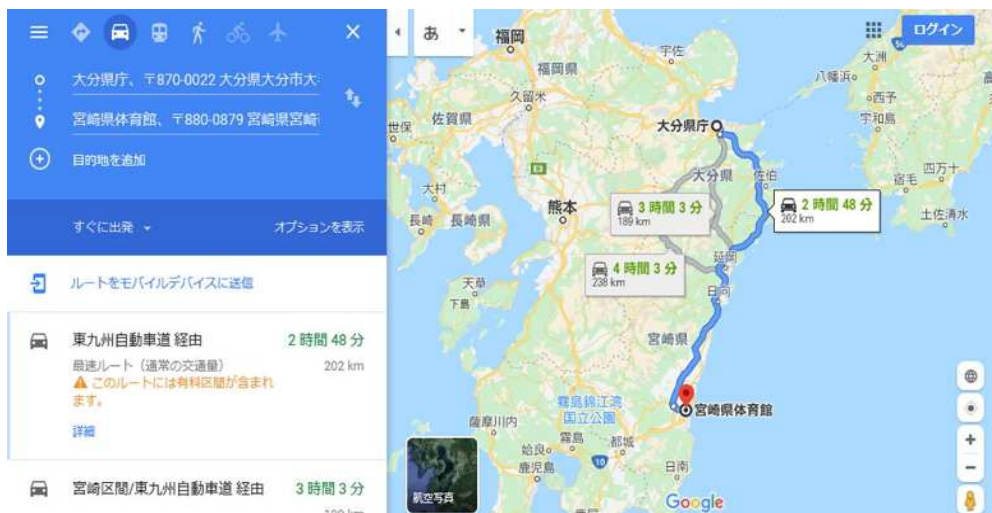 大分県庁、〒870-0022 大分県大分市大
宮崎県体育館、〒880-0879 宮崎県宮崎
目的地を追加
すぐに出発
オプションを表示
ルートをモバイルデバイスに送信
東九州自動車道 経由
2 時間 48 分
最速ルート（通常の交通量）
202 km
このルートには有料区間が含まれ
ます。
詳細
宮崎区間/東九州自動車道 経由
3 時間 3 分
あ
ログイン
福岡
宇佐
大洲
福岡県
八幡浜
久留米
西予
佐賀県
世保
大分県庁
宇和島
大分県
佐伯
四万十
大村
宿毛
熊本
3 時間 3 分
189 km
2 時間 48 分
202 km
長崎
長崎県
土佐清水
延岡
4 時間 3 分
238 km
天草
日向
下島
宮崎県
霧島錦江湾
国立公園
宮崎県体育館
薩摩川内
霧島
都城
姶良
鹿児島
10
日南
航空写真
Google